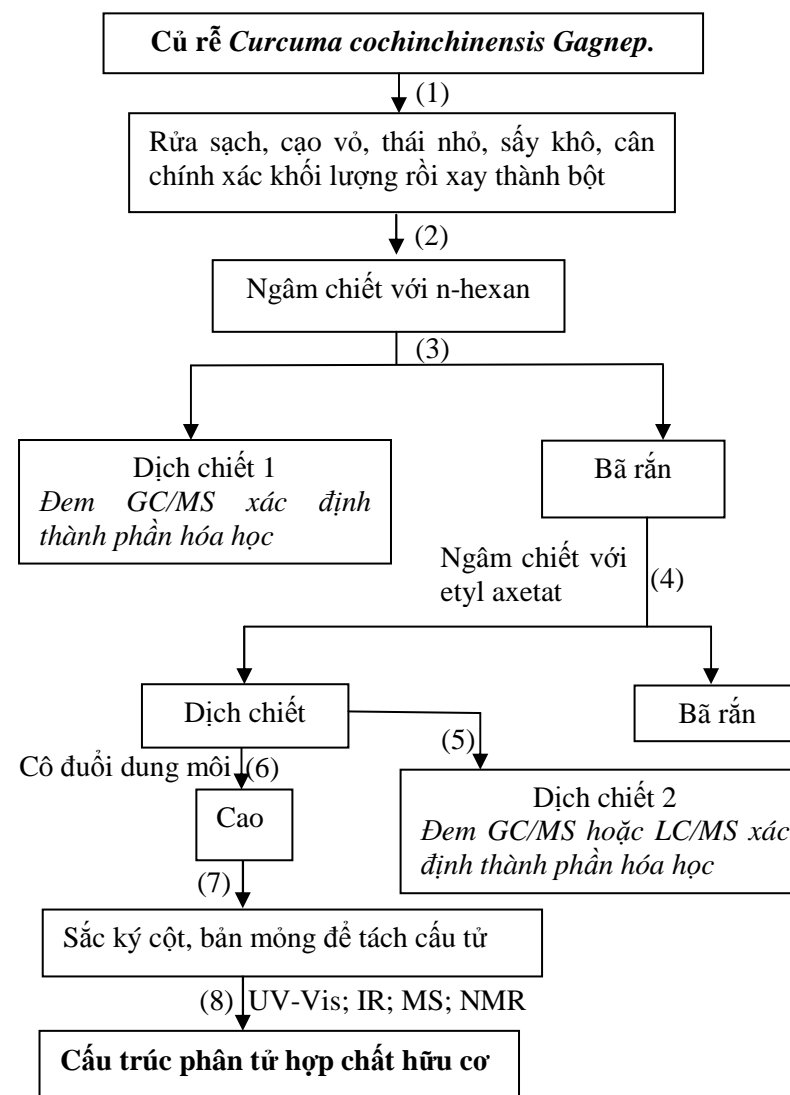 Củ rễ Curcuma cochinchinensis Gagnep.
(1)
Rửa sạch, cạo vỏ, thái nhỏ, sấy khô, cân
chính xác khối lượng rồi xay thành bột
(2)
Ngâm chiết với n-hexan
(3)
Dịch chiết 1
Đem GC/MS xác định
thành phần hóa học
Bã rắn
Ngâm chiết với
etyl axetat
(4)
Dịch chiết
Bã rắn
(5)
Cô đuổi dung môi
(6)
Dịch chiết 2
Đem GC/MS hoặc LC/MS xác
định thành phần hóa học
Cao
(7)
Sắc ký cột, bản mỏng để tách cấu tử
(8) UV-Vis; IR; MS; NMR
Cấu trúc phân tử hợp chất hữu cơ